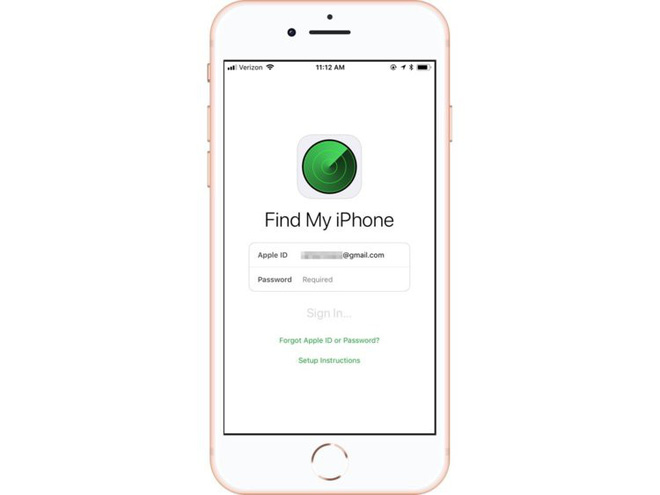 Verizon 11:12 AM
Find My iPhone
Apple ID @gmail.com
Password Required
Sign In...
Forgot Apple ID or Password?
Setup Instructions